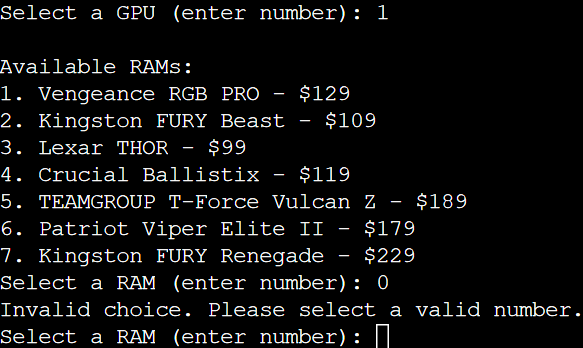 Select a GPU (enter number): 1
Available RAMs:
1. Vengeance RGB PRO - $129
2. Kingston FURY Beast - $109
3. Lexar THOR - $99
4. Crucial Ballistix - $119
5. TEAMGROUP T-Force Vulcan Z - $189
6. Patriot Viper Elite II - $179
7. Kingston FURY Renegade - $229
Select a RAM (enter number): 0
Invalid choice. Please select a valid number.
Select a RAM (enter number):